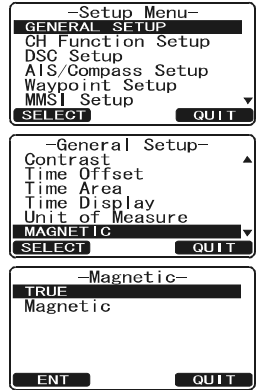 -Setup Menu-
GENERAL SETUP
CH Function Setup
DSC Setup
AIS/Compass Setup
Waypoint Setup
MMSI Setup
SELECT QUIT
-General Setup-
Contrast
Time Offset
Time Area
Time Display
Unit of Measure
MAGNETIC
SELECT QUIT
-Magnetic-
TRUE
Magnetic
ENT QUIT